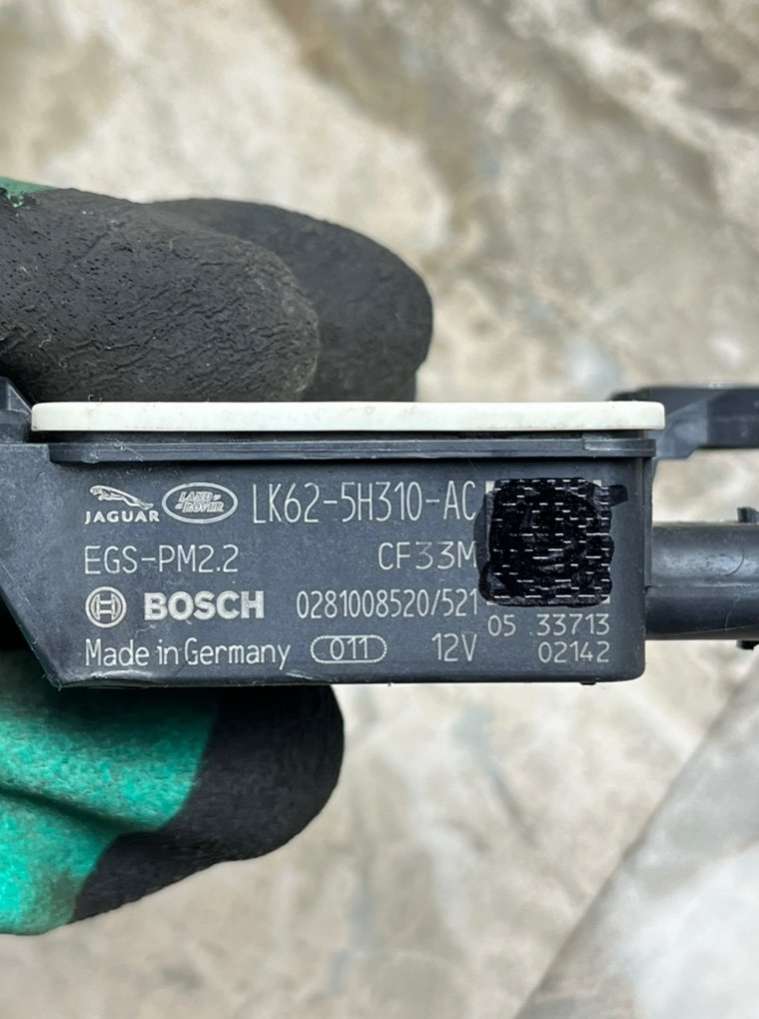 JAGUAR LAND ROVER LK62-5H310-AC
EGS-PM2.2 CF33M
BOSCH 0281008520/521
05 33713
Made in Germany 011 12V
02142